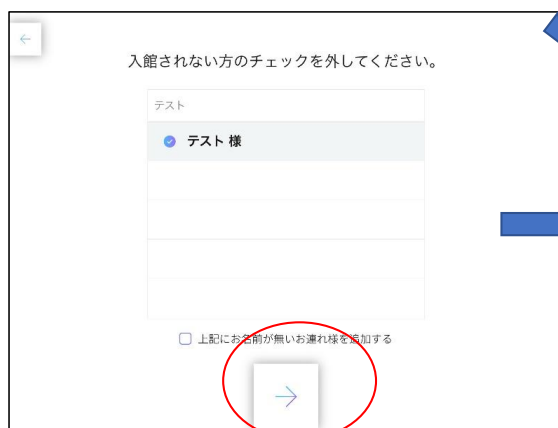 入館されない方のチェックを外してください。
テスト
テスト 様
上記にお名前が無いお連れ様を追加する